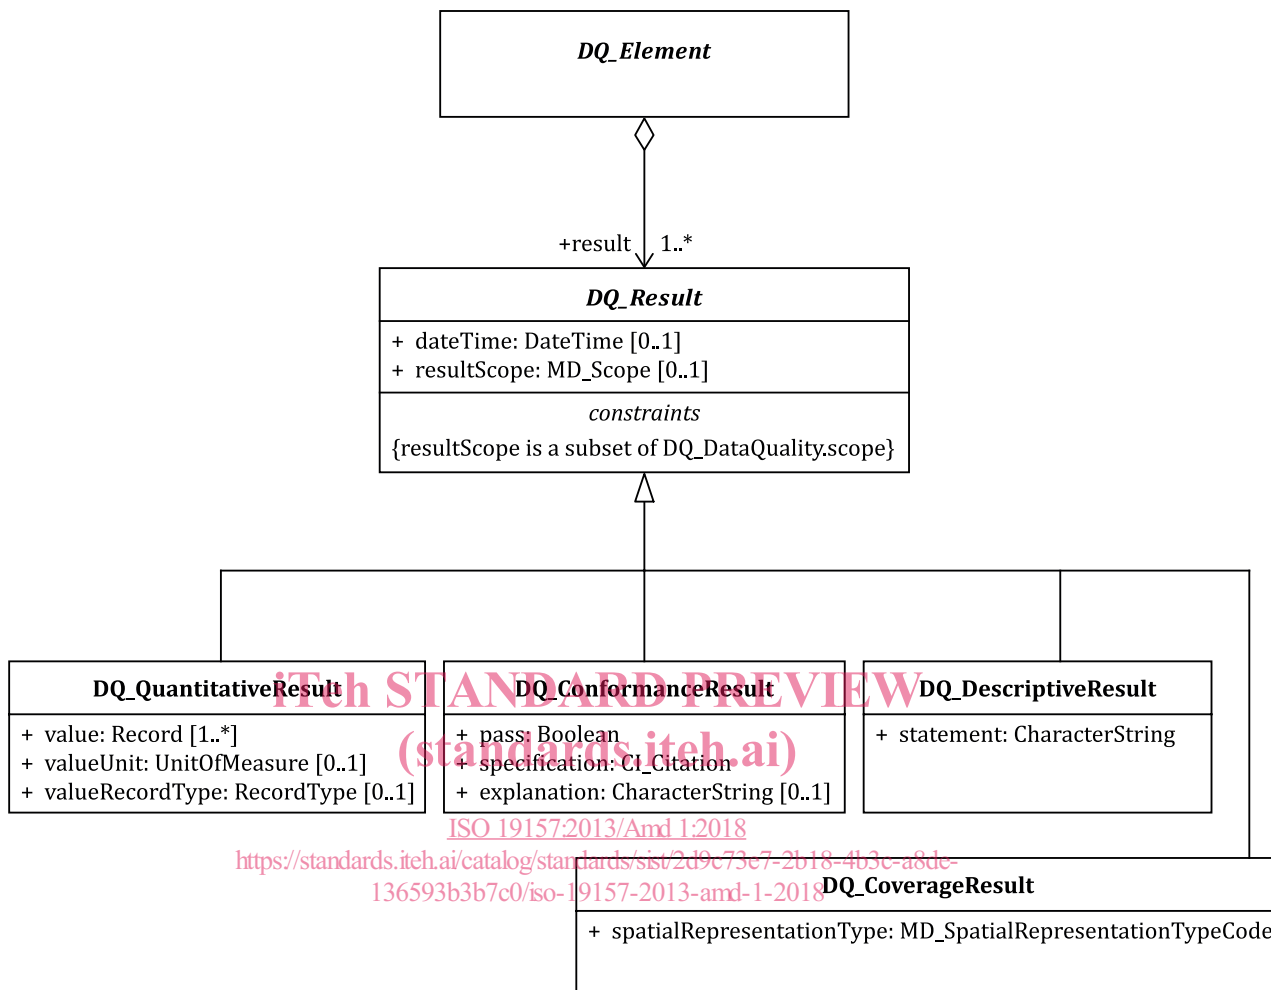 DQ_Element
+result 1..*
DQ_Result
+ dateTime: DateTime [0..1]
+ resultScope: MD_Scope [0..1]
constraints
{resultScope is a subset of DQ_DataQuality.scope}
DQ_QuantitativeResult
+ value: Record [1..*]
+ valueUnit: UnitOfMeasure [0..1]
+ valueRecordType: RecordType [0..1]
DQ_ConformanceResult
+ pass: Boolean
+ specification: CI_Citation
+ explanation: CharacterString [0..1]
DQ_DescriptiveResult
+ statement: CharacterString
iTeh STANDARD PREVIEW
(standards.iteh.ai)
ISO 19157:2013/Amd 1:2018
https://standards.iteh.ai/catalog/standards/sist/2d9c73e7-2b18-4b3c-a8de-
136593b3b7c0/iso-19157-2013-amd-1-2018
DQ_CoverageResult
+ spatialRepresentationType: MD_SpatialRepresentationTypeCode